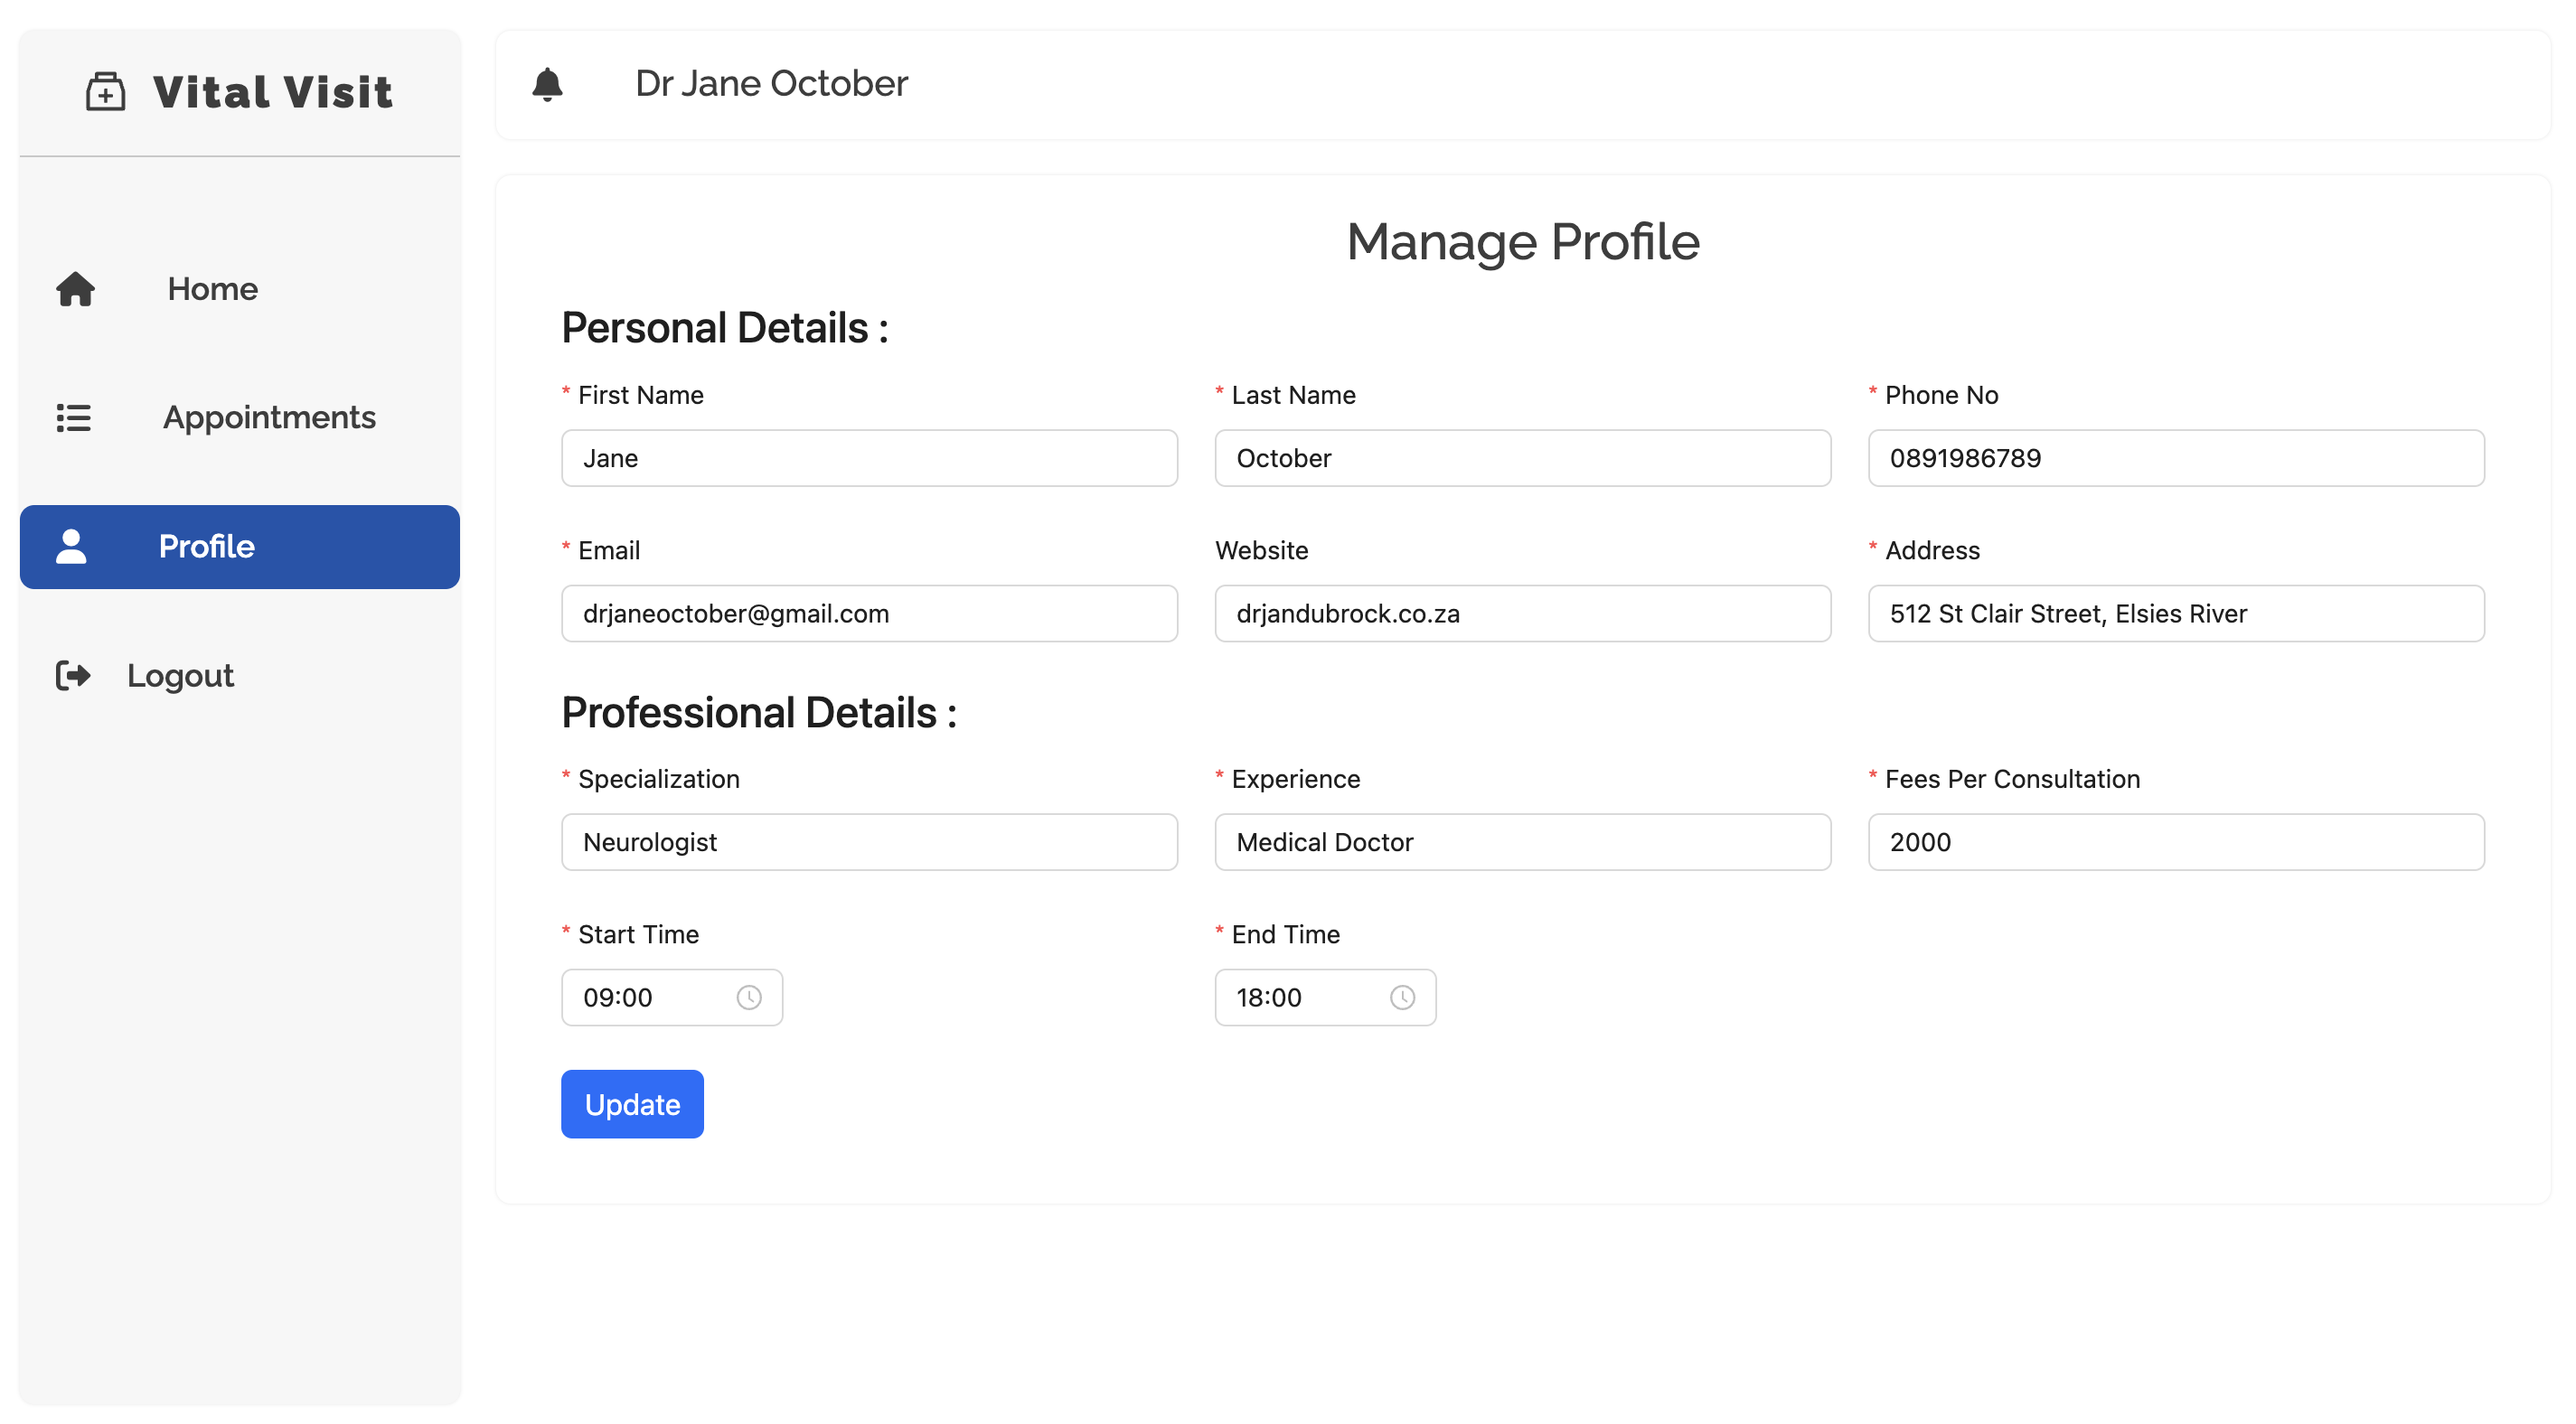 Vital Visit
Dr Jane October
Home
Appointments
Profile
Logout
Manage Profile
Personal Details :
* First Name * Last Name * Phone No
Jane October 0891986789
* Email Website * Address
drjaneoctober@gmail.com drjandubrock.co.za 512 St Clair Street, Elsies River
Professional Details :
* Specialization * Experience * Fees Per Consultation
Neurologist Medical Doctor 2000
* Start Time * End Time
09:00 18:00
Update